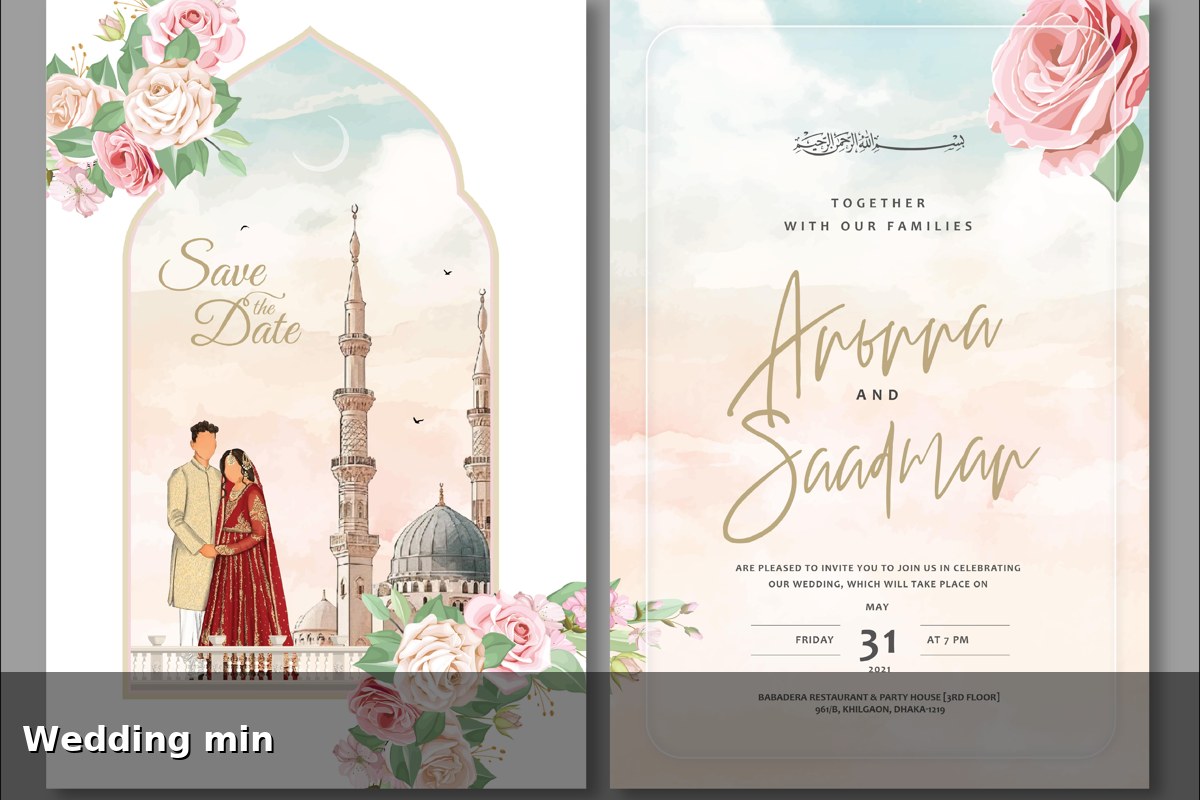 Save
the
Date
بسم الله الرحمن الرحيم
TOGETHER
WITH OUR FAMILIES
Anonna
AND
Saadman
ARE PLEASED TO INVITE YOU TO JOIN US IN CELEBRATING
OUR WEDDING, WHICH WILL TAKE PLACE ON
MAY
FRIDAY
31
AT 7 PM
2021
BABADERA RESTAURANT & PARTY HOUSE [3RD FLOOR]
961/B, KHILGAON, DHAKA-1219
Wedding min